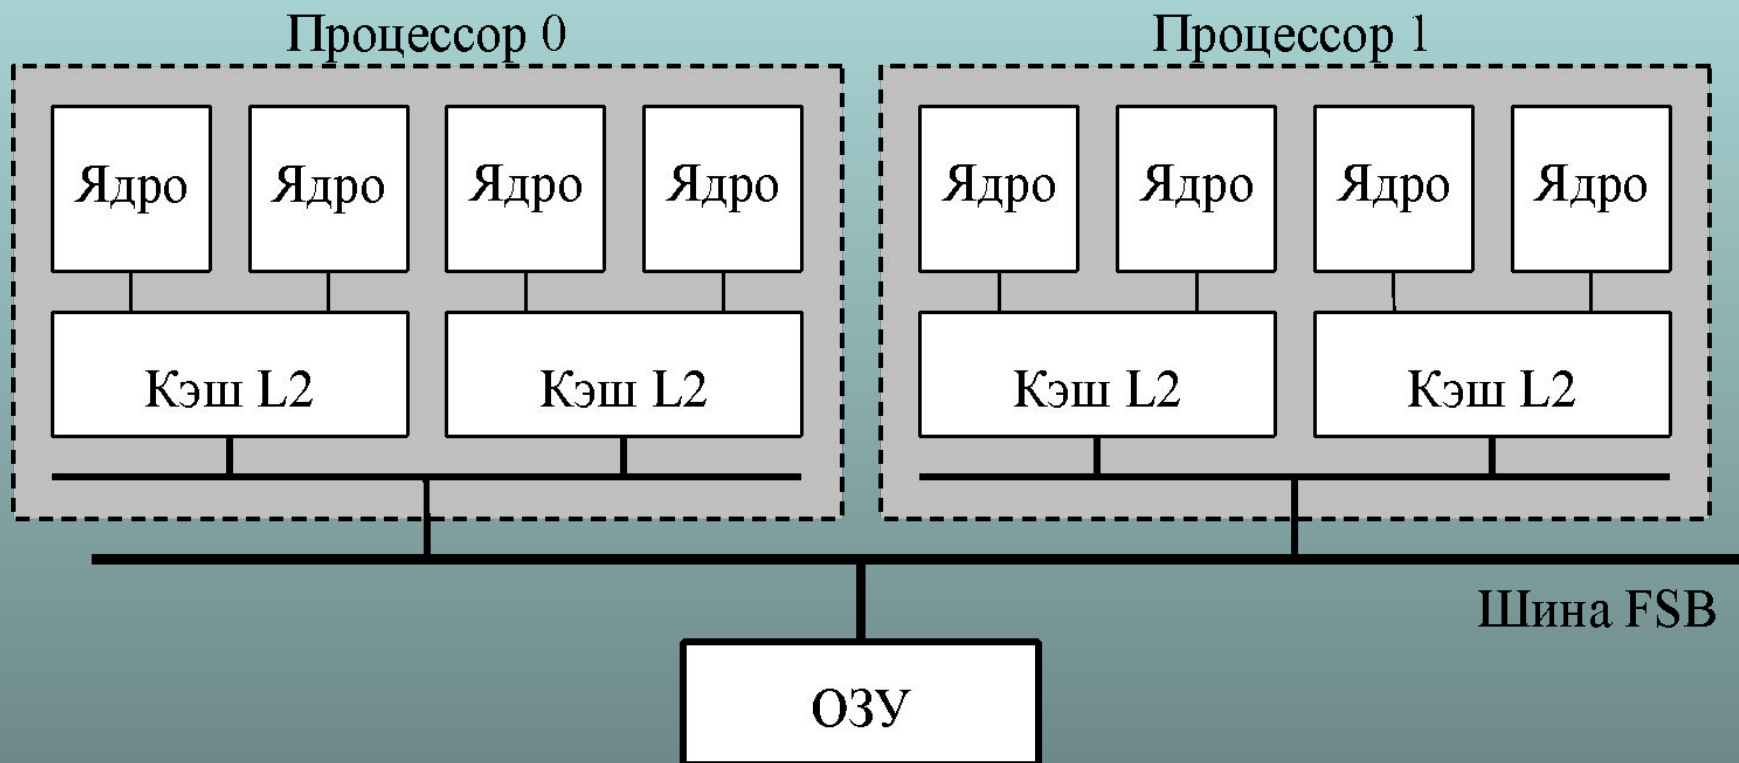 Процессор 0
Процессор 1
Ядро
Ядро
Ядро
Ядро
Ядро
Ядро
Ядро
Ядро
Кэш L2
Кэш L2
Кэш L2
Кэш L2
Шина FSB
ОЗУ